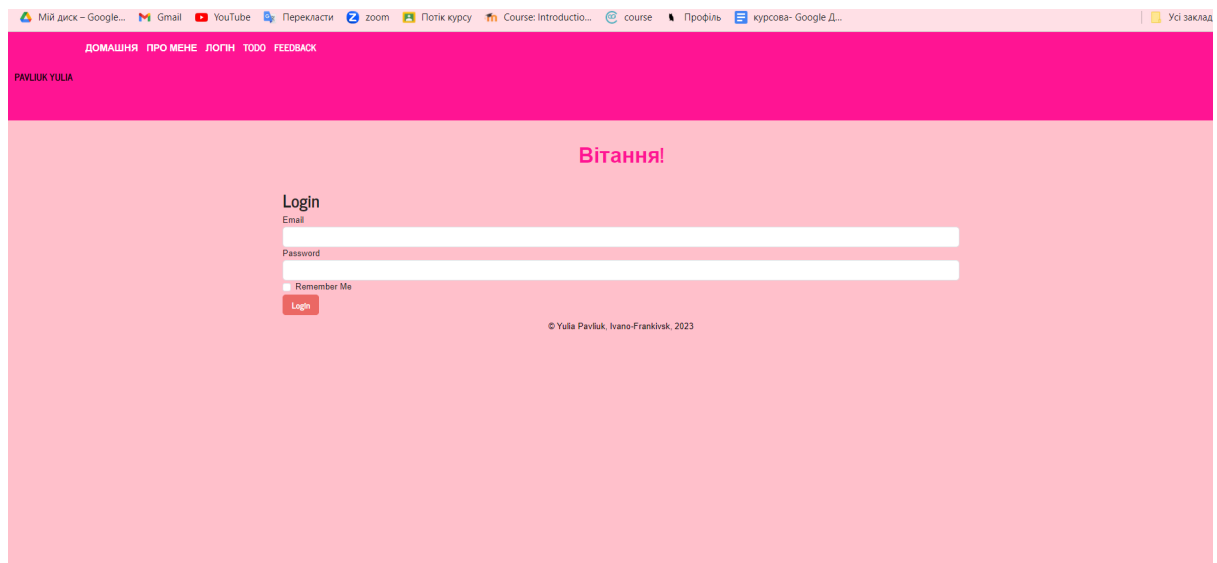 Мій диск – Google... Gmail YouTube Перекласти zoom Потік курсу Course: Introductio... course Профіль курсова- Google Д... Усі заклад
ДОМАШНЯ ПРО МЕНЕ ЛОГІН TODO FEEDBACK
PAVLIUK YULIA
Вітання!
Login
Email
Password
Remember Me
Login
© Yulia Pavliuk, Ivano-Frankivsk, 2023